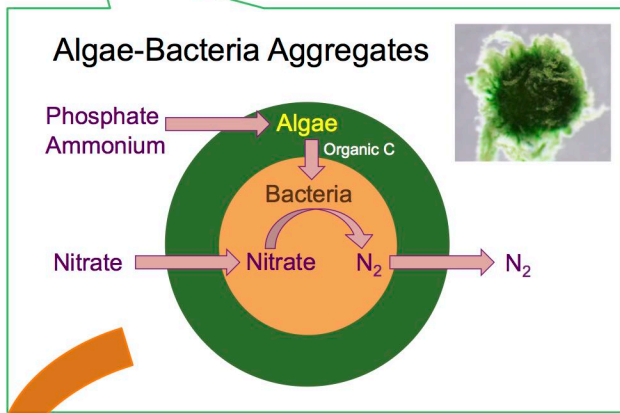 Algae-Bacteria Aggregates
Phosphate
Ammonium
Algae
Organic C
Bacteria
Nitrate
Nitrate
N₂
N₂